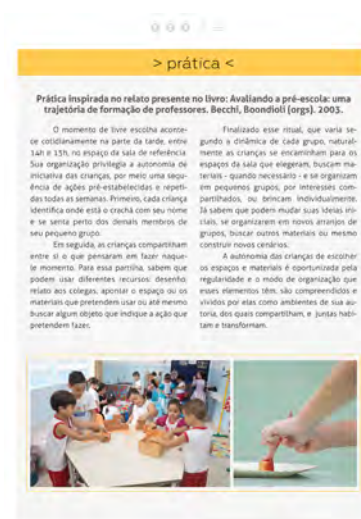 > prática <
Prática inspirada no relato presente no livro: Avaliando a pré-escola: uma
trajetória de formação de professores. Becchi, Boondioli (orgs). 2003.
O momento de livre escolha aconte-
ce cotidianamente na parte da tarde, entre
14h e 15h, no espaço da sala de referência.
Sua organização privilegia a autonomia de
iniciativa das crianças, por meio uma sequ-
ência de ações pré-estabelecidas e repeti-
das todas as semanas. Primeiro, cada criança
identifica onde está o crachá com seu nome
e se senta perto dos demais membros de
seu pequeno grupo.
Em seguida, as crianças compartilham
entre si o que pensaram em fazer naque-
le momento. Para essa partilha, sabem que
podem usar diferentes recursos: desenho,
relato aos colegas, apontar o espaço ou os
materiais que pretendem usar ou até mesmo
buscar algum objeto que indique a ação que
pretendem fazer.
Finalizado esse ritual, que varia se-
gundo a dinâmica de cada grupo, natural-
mente as crianças se encaminham para os
espaços da sala que elegeram, buscam ma-
teriais - quando necessário - e se organizam
em pequenos grupos, por interesses com-
partilhados, ou brincam individualmente.
Já sabem que podem mudar suas ideias ini-
ciais, se organizarem em novos arranjos de
grupos, buscar outros materiais ou mesmo
construir novos cenários.
A autonomia das crianças de escolher
os espaços e materiais é oportunizada pela
regularidade e o modo de organização que
esses elementos têm, são compreendidos e
vividos por elas como ambientes de sua au-
toria, dos quais compartilham, e juntas habi-
tam e transformam.